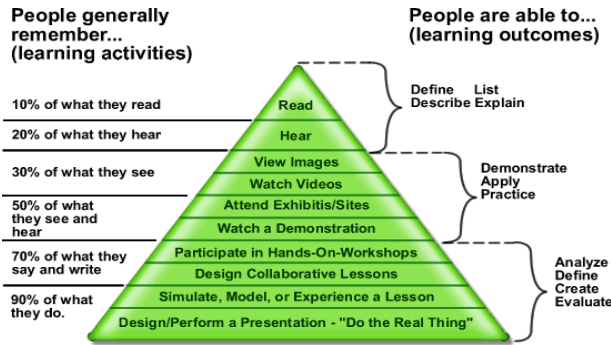 People generally
remember...
(learning activities)
People are able to...
(learning outcomes)
10% of what they read
20% of what they hear
30% of what they see
50% of what
they see and
hear
70% of what they
say and write
90% of what
they do.
Read
Hear
View Images
Watch Videos
Attend Exhibitis/Sites
Watch a Demonstration
Participate in Hands-On-Workshops
Design Collaborative Lessons
Simulate, Model, or Experience a Lesson
Design/Perform a Presentation - "Do the Real Thing"
Define List
Describe Explain
Demonstrate
Apply
Practice
Analyze
Define
Create
Evaluate